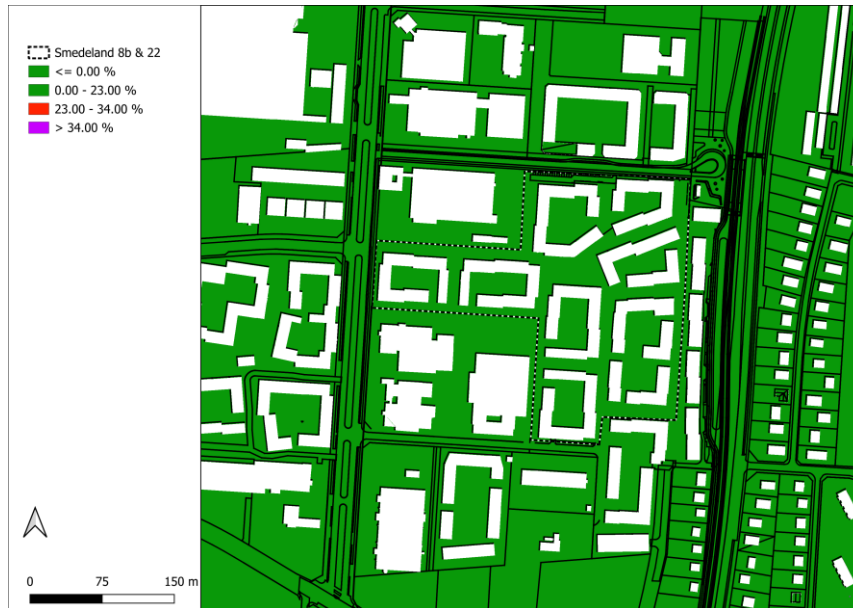 Smedeland 8b & 22
<= 0.00 %
0.00 - 23.00 %
23.00 - 34.00 %
> 34.00 %
0 75 150 m